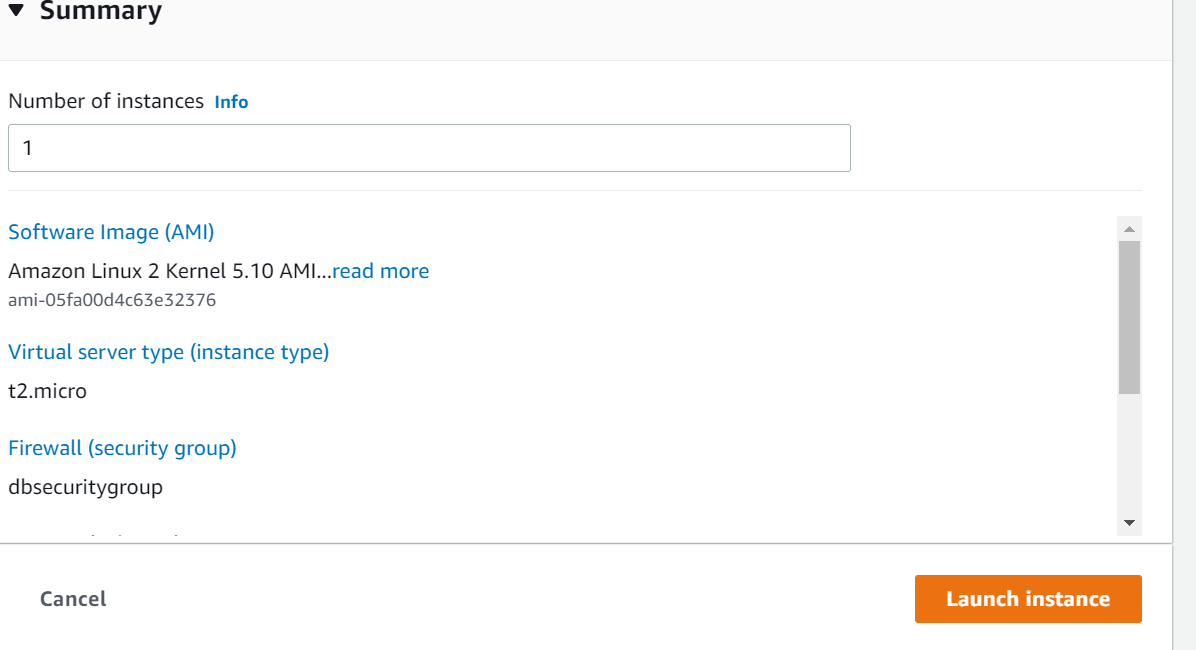 Summary
Number of instances Info
1
Software Image (AMI)
Amazon Linux 2 Kernel 5.10 AMI...read more
ami-05fa00d4c63e32376
Virtual server type (instance type)
t2.micro
Firewall (security group)
dbsecuritygroup
Cancel
Launch instance